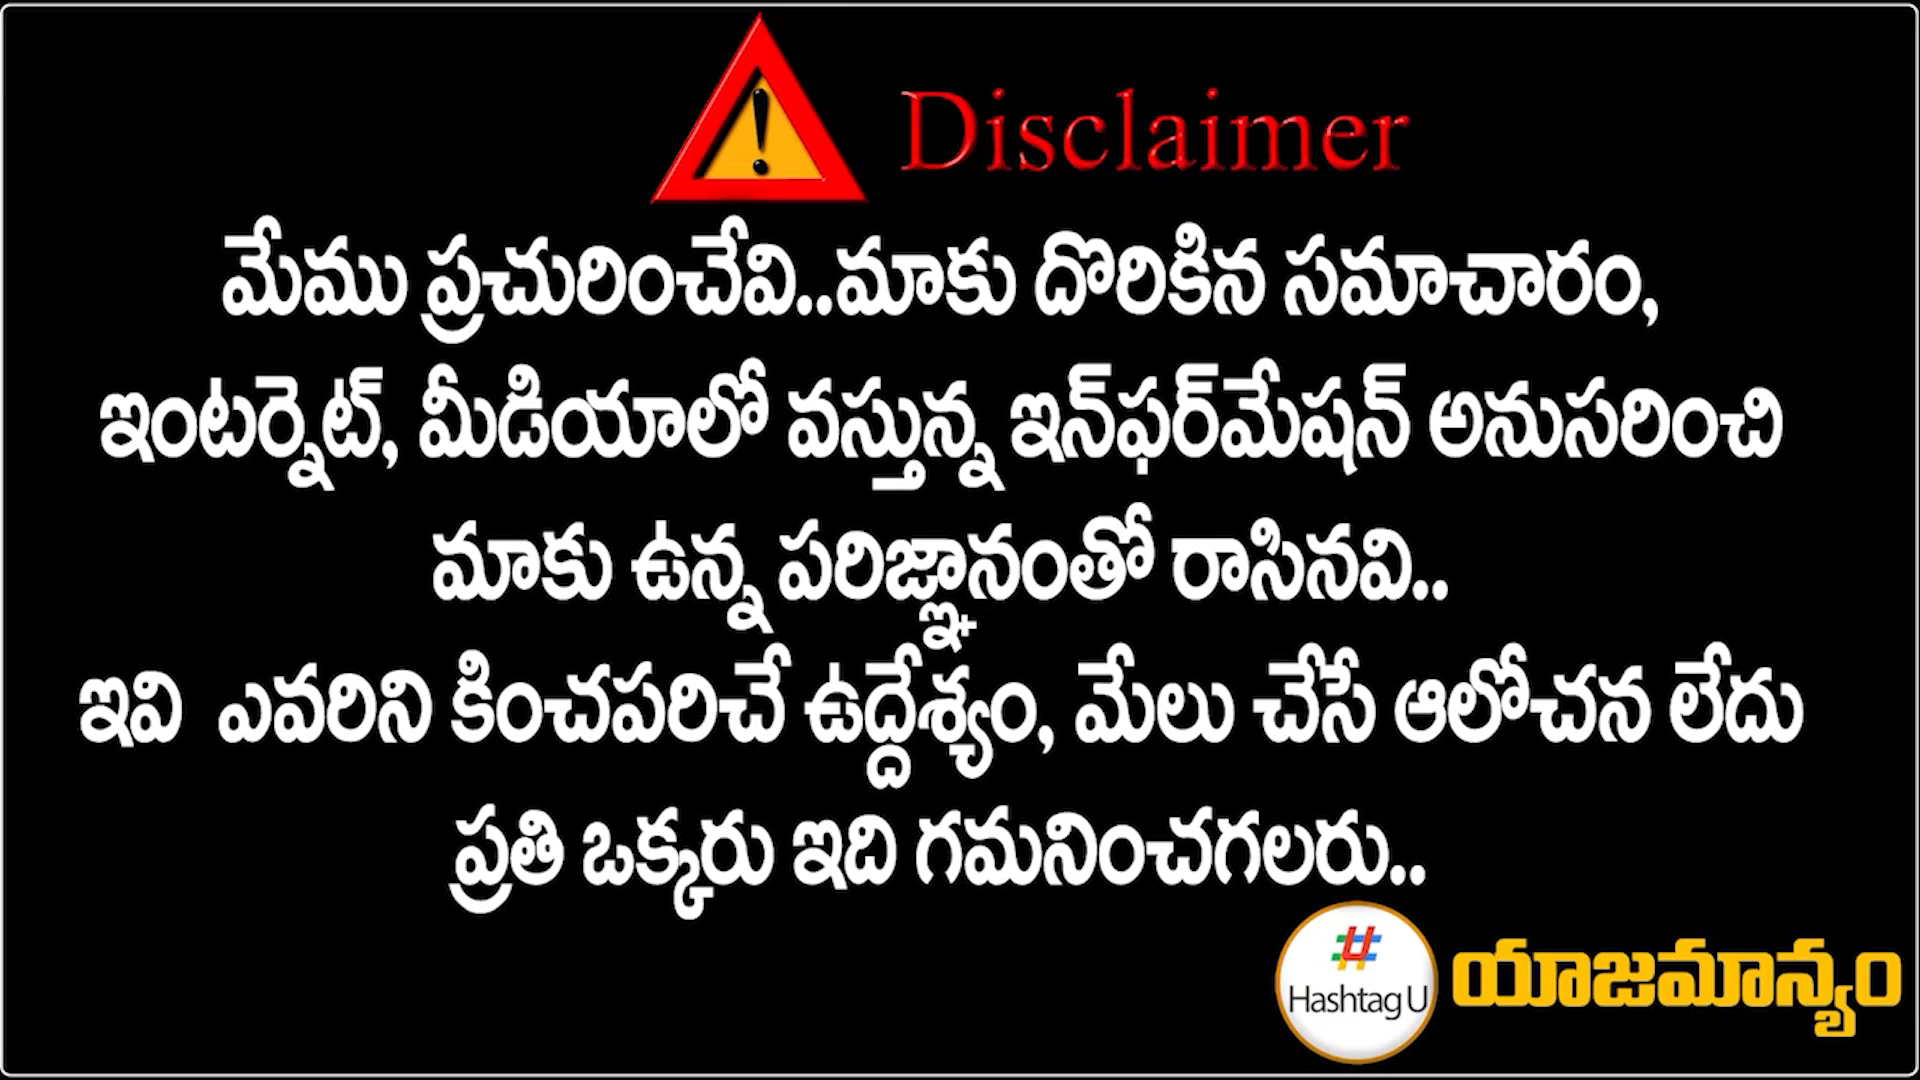 Disclaimer
మేము ప్రచురించేవి..మాకు దొరికిన సమాచారం,
ఇంటర్నెట్, మీడియాలో వస్తున్న ఇన్‌ఫర్‌మేషన్ అనుసరించి
మాకు ఉన్న పరిజ్ఞానంతో రాసినవి..
ఇవి ఎవరిని కించపరిచే ఉద్దేశ్యం, మేలు చేసే ఆలోచన లేదు
ప్రతి ఒక్కరు ఇది గమనించగలరు..
#
Hashtag U
యాజమాన్యం